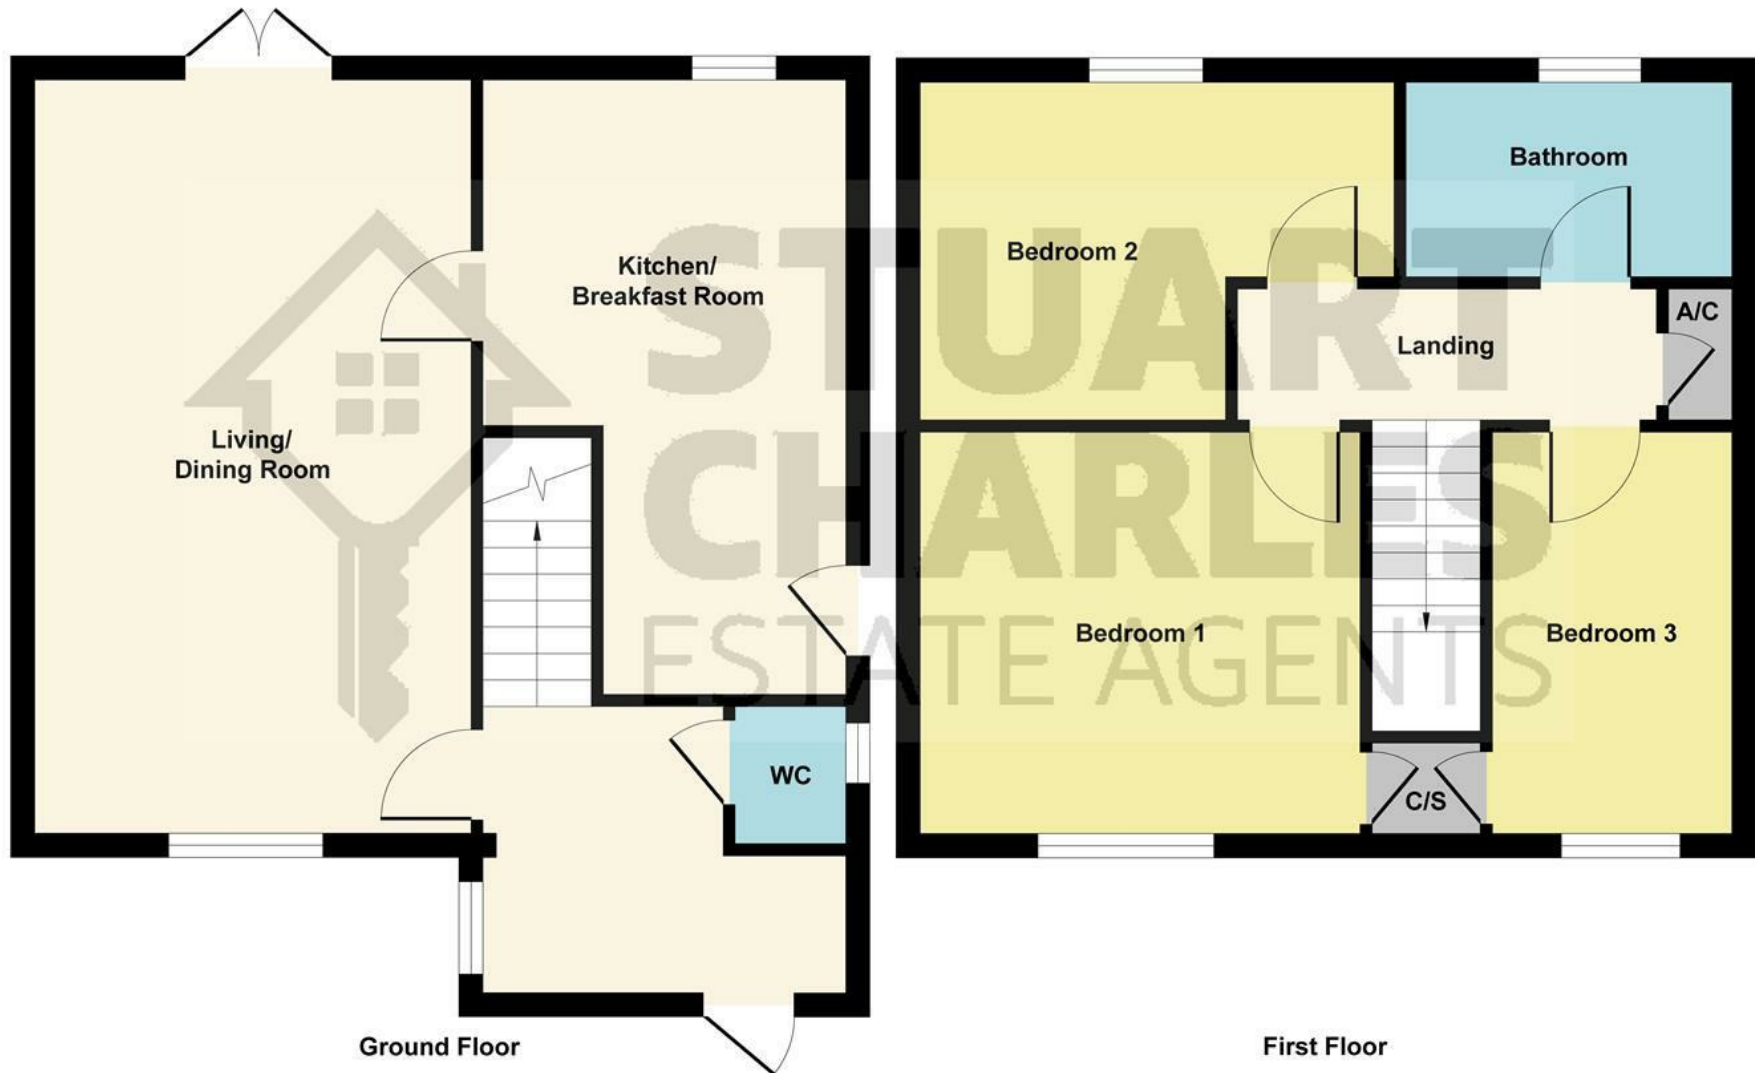 Living/
Dining Room
Kitchen/
Breakfast Room
WC
Ground Floor
Bedroom 2
Bathroom
A/C
Landing
Bedroom 1
Bedroom 3
C/S
First Floor
STUART
CHARLES
ESTATE AGENTS